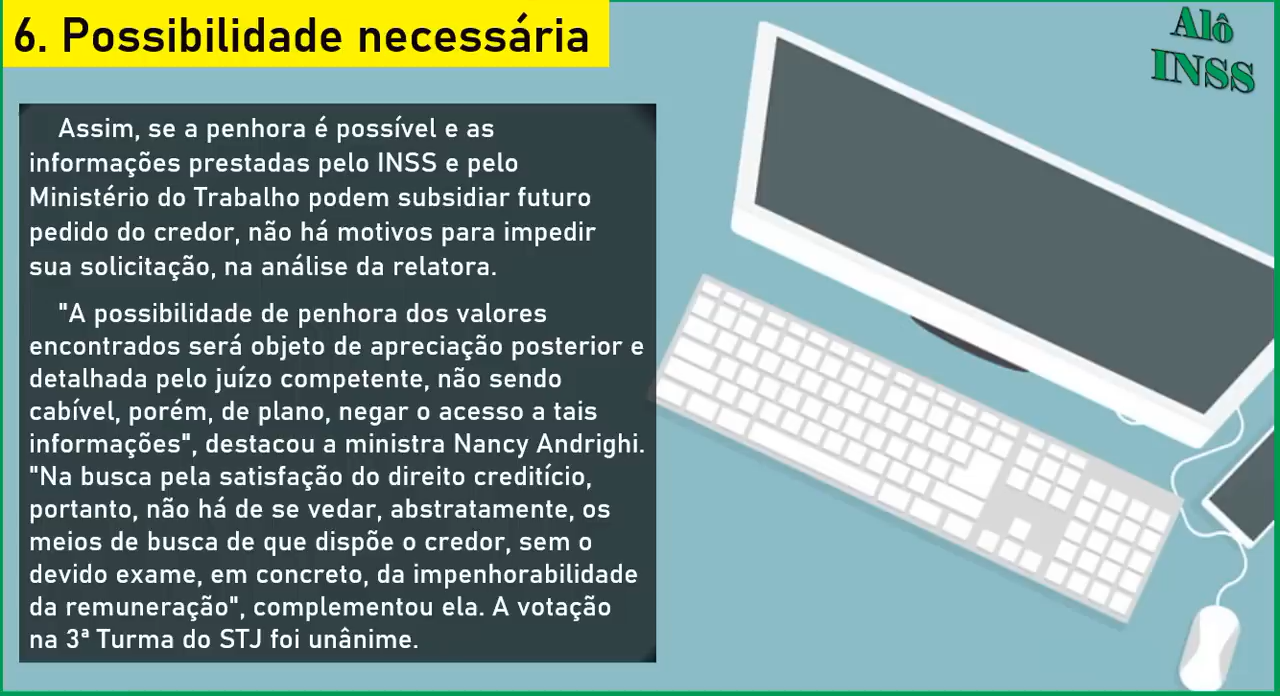 6. Possibilidade necessária
Alô
INSS
Assim, se a penhora é possível e as
informações prestadas pelo INSS e pelo
Ministério do Trabalho podem subsidiar futuro
pedido do credor, não há motivos para impedir
sua solicitação, na análise da relatora.
"A possibilidade de penhora dos valores
encontrados será objeto de apreciação posterior e
detalhada pelo juízo competente, não sendo
cabível, porém, de plano, negar o acesso a tais
informações", destacou a ministra Nancy Andrighi.
"Na busca pela satisfação do direito creditício,
portanto, não há de se vedar, abstratamente, os
meios de busca de que dispõe o credor, sem o
devido exame, em concreto, da impenhorabilidade
da remuneração", complementou ela. A votação
na 3ª Turma do STJ foi unânime.